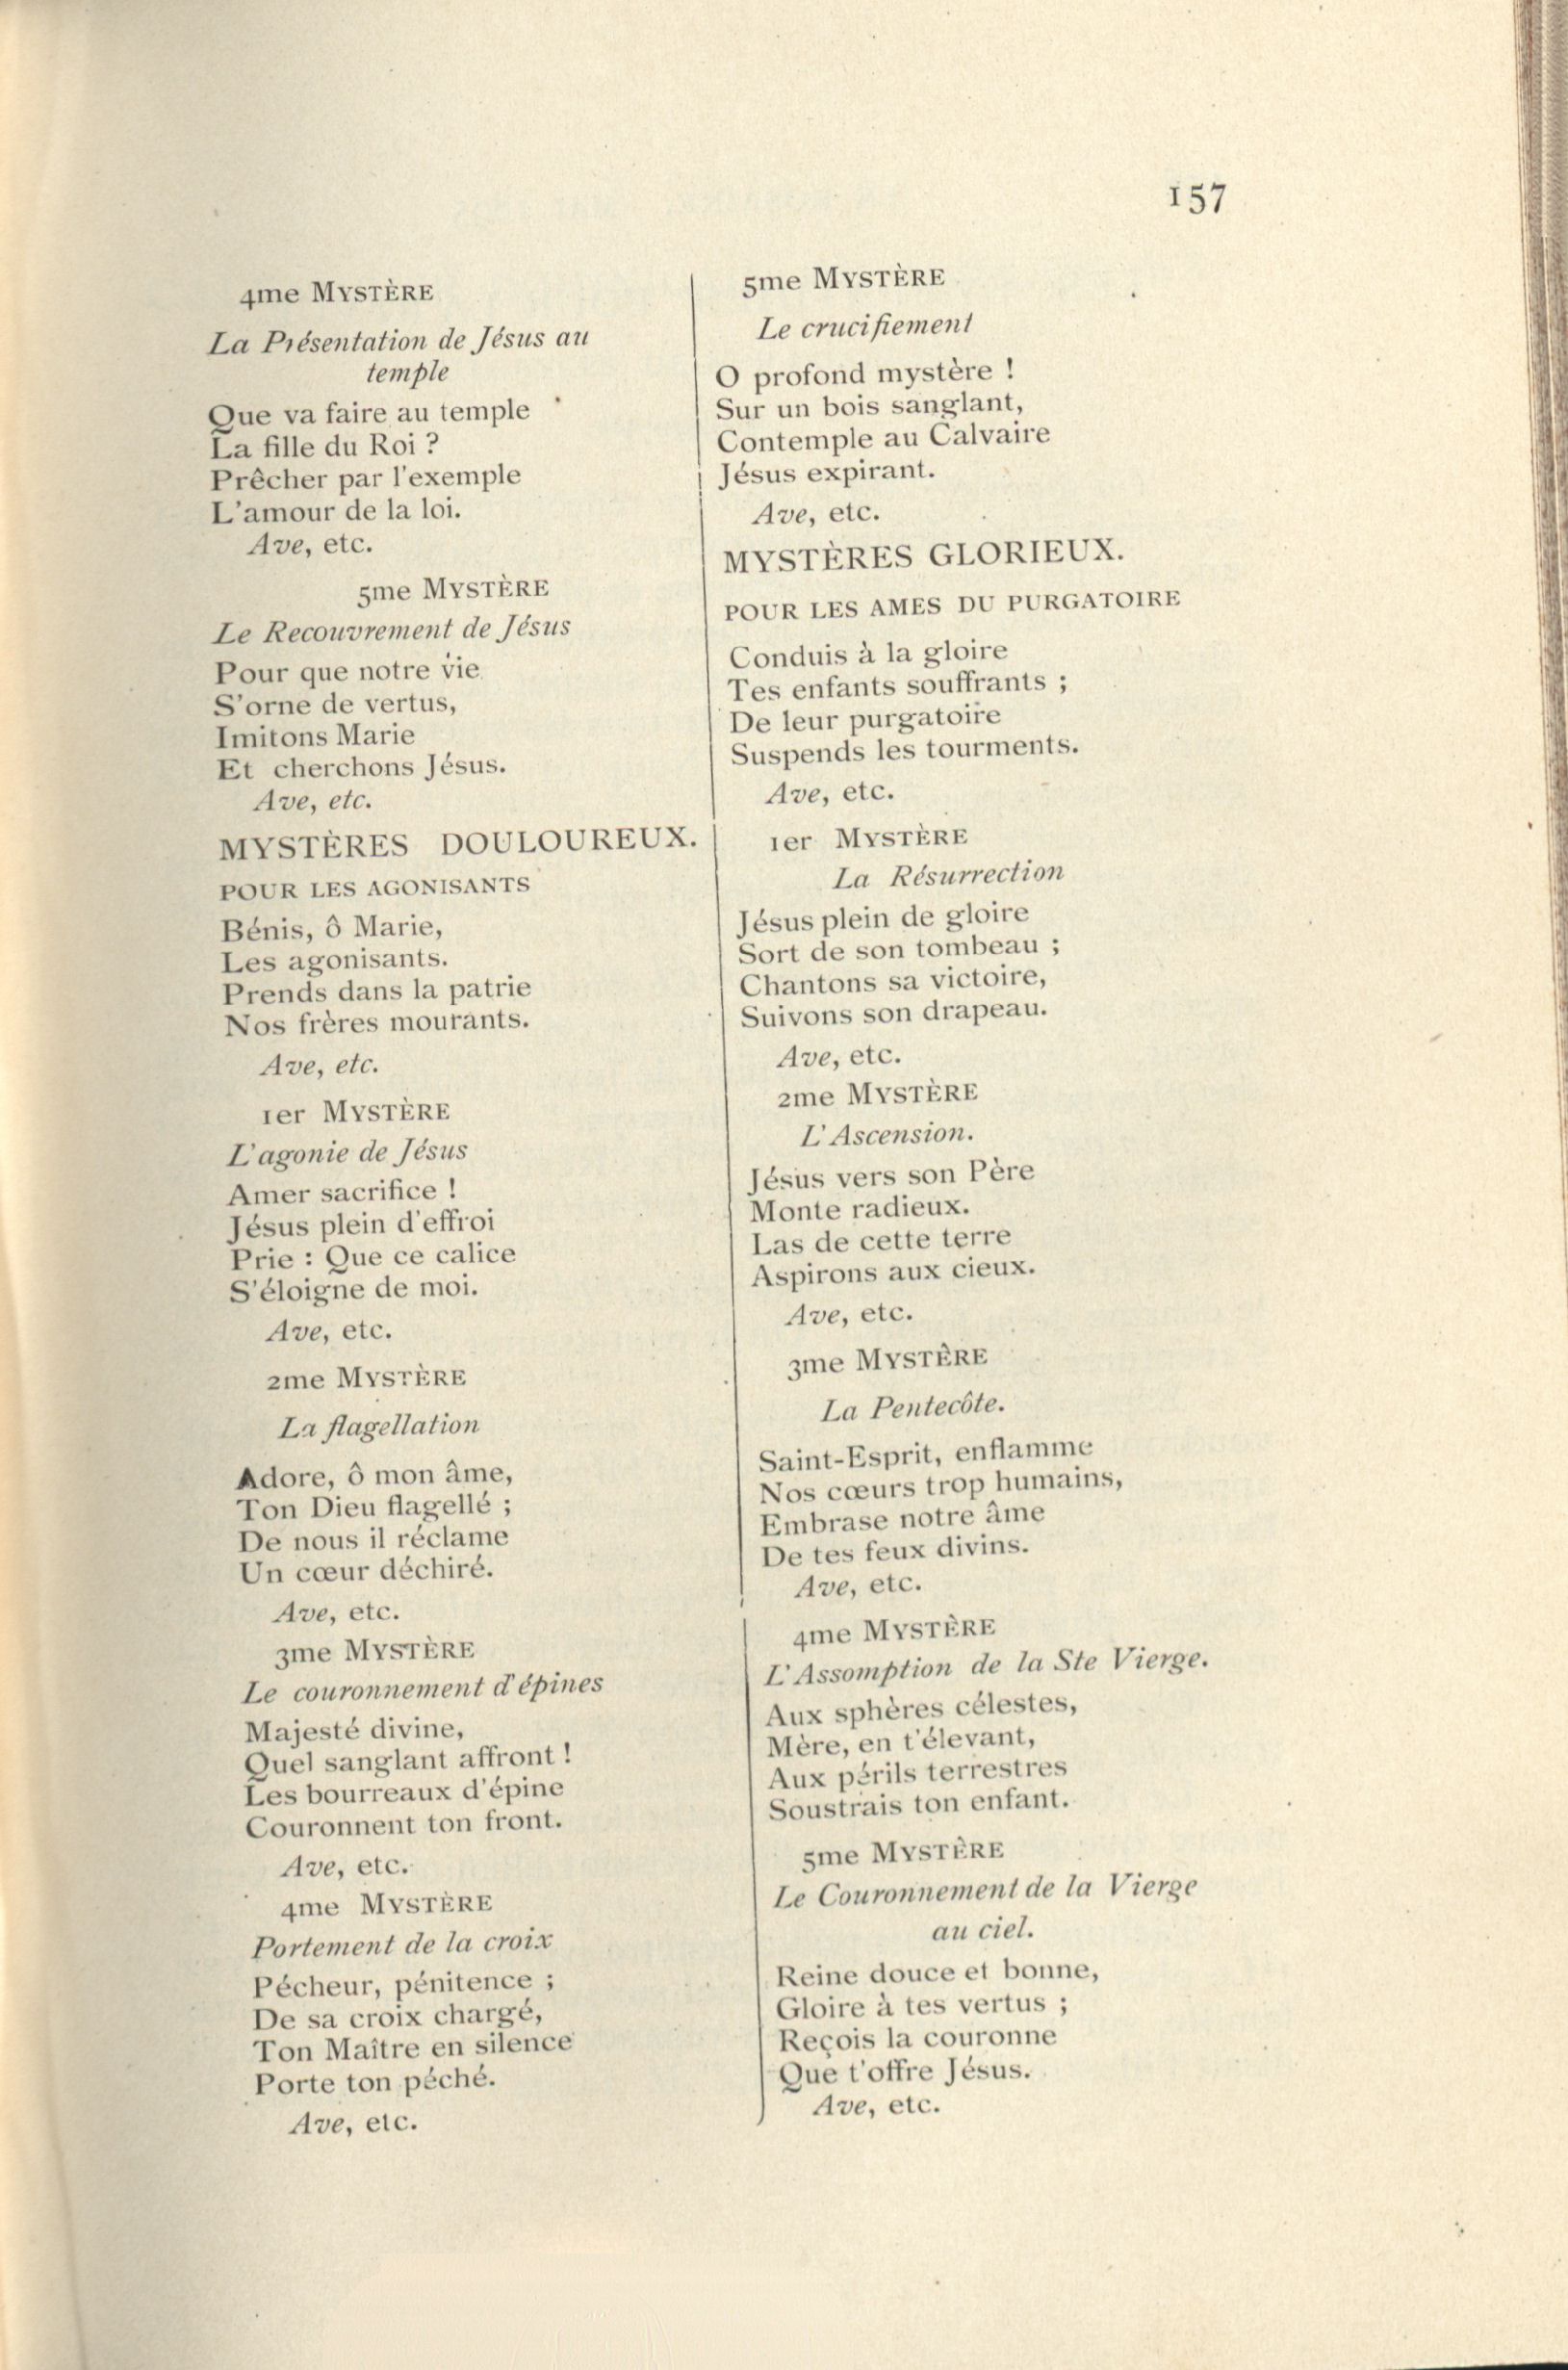 157
4me MYSTÈRE
La Présentation de Jésus au
temple
Que va faire au temple
La fille du Roi ?
Prêcher par l'exemple
L'amour de la loi.
Ave, etc.
5me MYSTÈRE
Le Recouvrement de Jésus
Pour que notre vie
S'orne de vertus,
Imitons Marie
Et cherchons Jésus.
Ave, etc.
MYSTÈRES DOULOUREUX.
POUR LES AGONISANTS
Bénis, ô Marie,
Les agonisants.
Prends dans la patrie
Nos frères mourants.
Ave, etc.
1er MYSTÈRE
L'agonie de Jésus
Amer sacrifice !
Jésus plein d'effroi
Prie : Que ce calice
S'éloigne de moi.
Ave, etc.
2me MYSTÈRE
La flagellation
Adore, ô mon âme,
Ton Dieu flagellé ;
De nous il réclame
Un cœur déchiré.
Ave, etc.
3me MYSTÈRE
Le couronnement d'épines
Majesté divine,
Quel sanglant affront !
Les bourreaux d'épine
Couronnent ton front.
Ave, etc.
4me MYSTÈRE
Portement de la croix
Pécheur, pénitence ;
De sa croix chargé,
Ton Maître en silence
Porte ton péché.
Ave, etc.
5me MYSTÈRE
Le crucifiement
O profond mystère !
Sur un bois sanglant,
Contemple au Calvaire
Jésus expirant.
Ave, etc.
MYSTÈRES GLORIEUX.
POUR LES AMES DU PURGATOIRE
Conduis à la gloire
Tes enfants souffrants ;
De leur purgatoire
Suspends les tourments.
Ave, etc.
1er MYSTÈRE
La Résurrection
Jésus plein de gloire
Sort de son tombeau ;
Chantons sa victoire,
Suivons son drapeau.
Ave, etc.
2me MYSTÈRE
L'Ascension.
Jésus vers son Père
Monte radieux.
Las de cette terre
Aspirons aux cieux.
Ave, etc.
3me MYSTÈRE
La Pentecôte.
Saint-Esprit, enflamme
Nos cœurs trop humains,
Embrase notre âme
De tes feux divins.
Ave, etc.
4me MYSTÈRE
L'Assomption de la Ste Vierge.
Aux sphères célestes,
Mère, en t'élevant,
Aux périls terrestres
Soustrais ton enfant.
5me MYSTÈRE
Le Couronnement de la Vierge
au ciel.
Reine douce et bonne,
Gloire à tes vertus ;
Reçois la couronne
Que t'offre Jésus.
Ave, etc.